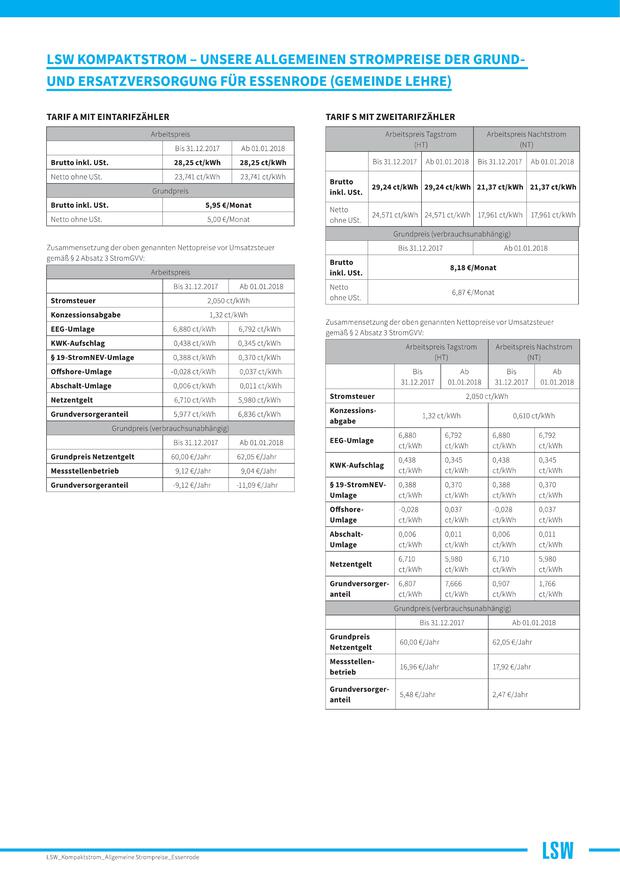 LSW KOMPAKTSTROM – UNSERE ALLGEMEINEN STROMPREISE DER GRUND-
UND ERSATZVERSORGUNG FÜR ESSENRODE (GEMEINDE LEHRE)
TARIF A MIT EINTARIFZÄHLER
Arbeitspreis
Bis 31.12.2017 Ab 01.01.2018
Brutto inkl. USt. 28,25 ct/kWh 28,25 ct/kWh
Netto ohne USt. 23,741 ct/kWh 23,741 ct/kWh
Grundpreis
Brutto inkl. USt. 5,95 €/Monat
Netto ohne USt. 5,00 €/Monat
Zusammensetzung der oben genannten Nettopreise vor Umsatzsteuer
gemäß § 2 Absatz 3 StromGVV:
Arbeitspreis
Bis 31.12.2017 Ab 01.01.2018
Stromsteuer 2,050 ct/kWh
Konzessionsabgabe 1,32 ct/kWh
EEG-Umlage 6,880 ct/kWh 6,792 ct/kWh
KWK-Aufschlag 0,438 ct/kWh 0,345 ct/kWh
§ 19-StromNEV-Umlage 0,388 ct/kWh 0,370 ct/kWh
Offshore-Umlage -0,028 ct/kWh 0,037 ct/kWh
Abschalt-Umlage 0,006 ct/kWh 0,011 ct/kWh
Netzentgelt 6,710 ct/kWh 5,980 ct/kWh
Grundversorgeranteil 5,977 ct/kWh 6,836 ct/kWh
Grundpreis (verbrauchsunabhängig)
Bis 31.12.2017 Ab 01.01.2018
Grundpreis Netzentgelt 60,00 €/Jahr 62,05 €/Jahr
Messstellenbetrieb 9,12 €/Jahr 9,04 €/Jahr
Grundversorgeranteil -9,12 €/Jahr -11,09 €/Jahr
TARIF S MIT ZWEITARIFZÄHLER
Arbeitspreis Tagstrom Arbeitspreis Nachtstrom
(HT) (NT)
Bis 31.12.2017 Ab 01.01.2018 Bis 31.12.2017 Ab 01.01.2018
Brutto
inkl. USt. 29,24 ct/kWh 29,24 ct/kWh 21,37 ct/kWh 21,37 ct/kWh
Netto
ohne USt. 24,571 ct/kWh 24,571 ct/kWh 17,961 ct/kWh 17,961 ct/kWh
Grundpreis (verbrauchsunabhängig)
Bis 31.12.2017 Ab 01.01.2018
Brutto
inkl. USt. 8,18 €/Monat
Netto
ohne USt. 6,87 €/Monat
Zusammensetzung der oben genannten Nettopreise vor Umsatzsteuer
gemäß § 2 Absatz 3 StromGVV:
Arbeitspreis Tagstrom Arbeitspreis Nachtstrom
(HT) (NT)
Bis Ab Bis Ab
31.12.2017 01.01.2018 31.12.2017 01.01.2018
Stromsteuer 2,050 ct/kWh
Konzessions-
abgabe 1,32 ct/kWh 0,610 ct/kWh
EEG-Umlage 6,880 6,792 6,880 6,792
ct/kWh ct/kWh ct/kWh ct/kWh
KWK-Aufschlag 0,438 0,345 0,438 0,345
ct/kWh ct/kWh ct/kWh ct/kWh
§ 19-StromNEV- 0,388 0,370 0,388 0,370
Umlage ct/kWh ct/kWh ct/kWh ct/kWh
Offshore- -0,028 0,037 -0,028 0,037
Umlage ct/kWh ct/kWh ct/kWh ct/kWh
Abschalt- 0,006 0,011 0,006 0,011
Umlage ct/kWh ct/kWh ct/kWh ct/kWh
Netzentgelt 6,710 5,980 6,710 5,980
ct/kWh ct/kWh ct/kWh ct/kWh
Grundversorger- 6,807 7,666 0,907 1,766
anteil ct/kWh ct/kWh ct/kWh ct/kWh
Grundpreis (verbrauchsunabhängig)
Bis 31.12.2017 Ab 01.01.2018
Grundpreis
Netzentgelt 60,00 €/Jahr 62,05 €/Jahr
Messstellen-
betrieb 16,96 €/Jahr 17,92 €/Jahr
Grundversorger-
anteil 5,48 €/Jahr 2,47 €/Jahr
LSW_Kompaktstrom_Allgemeine Strompreise_Essenrode
LSW